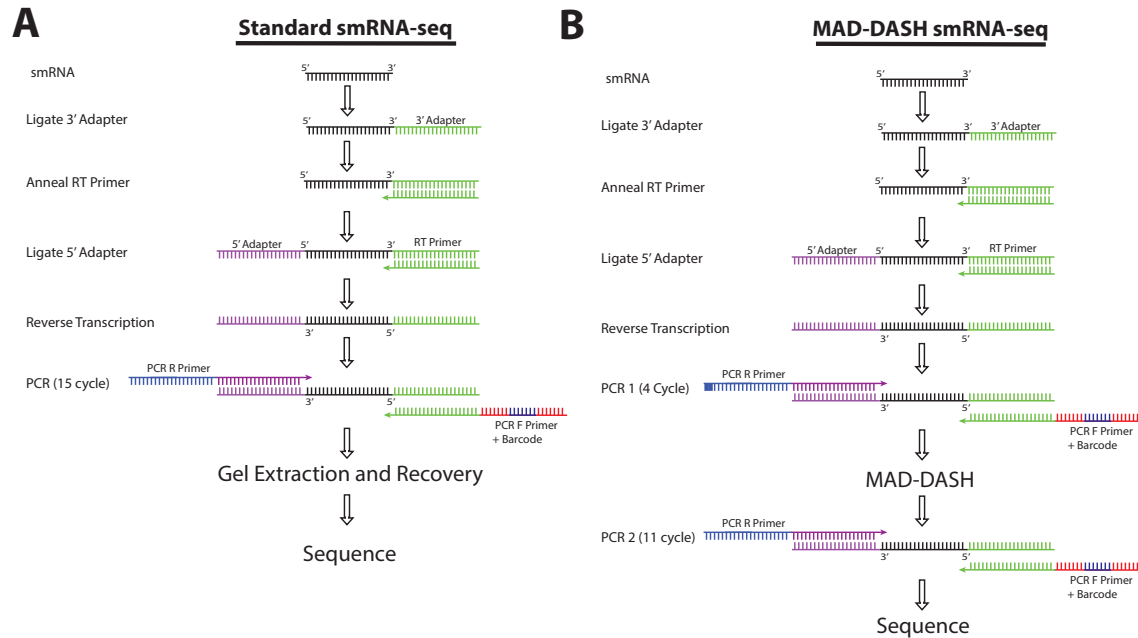 A
Standard smRNA-seq
smRNA
5’ 3’
Ligate 3’ Adapter
5’ 3’ 3’ Adapter
Anneal RT Primer
5’ 3’
Ligate 5’ Adapter
5’ Adapter 5’ 3’ RT Primer
Reverse Transcription
3’ 5’
PCR (15 cycle)
PCR R Primer
3’ 5’
PCR F Primer
+ Barcode
Gel Extraction and Recovery
Sequence
B
MAD-DASH smRNA-seq
smRNA
5’ 3’
Ligate 3’ Adapter
5’ 3’ 3’ Adapter
Anneal RT Primer
5’ 3’
Ligate 5’ Adapter
5’ Adapter 5’ 3’ RT Primer
Reverse Transcription
3’ 5’
PCR 1 (4 Cycle)
PCR R Primer
3’ 5’
PCR F Primer
+ Barcode
MAD-DASH
PCR 2 (11 cycle)
PCR R Primer
3’ 5’
PCR F Primer
+ Barcode
Sequence